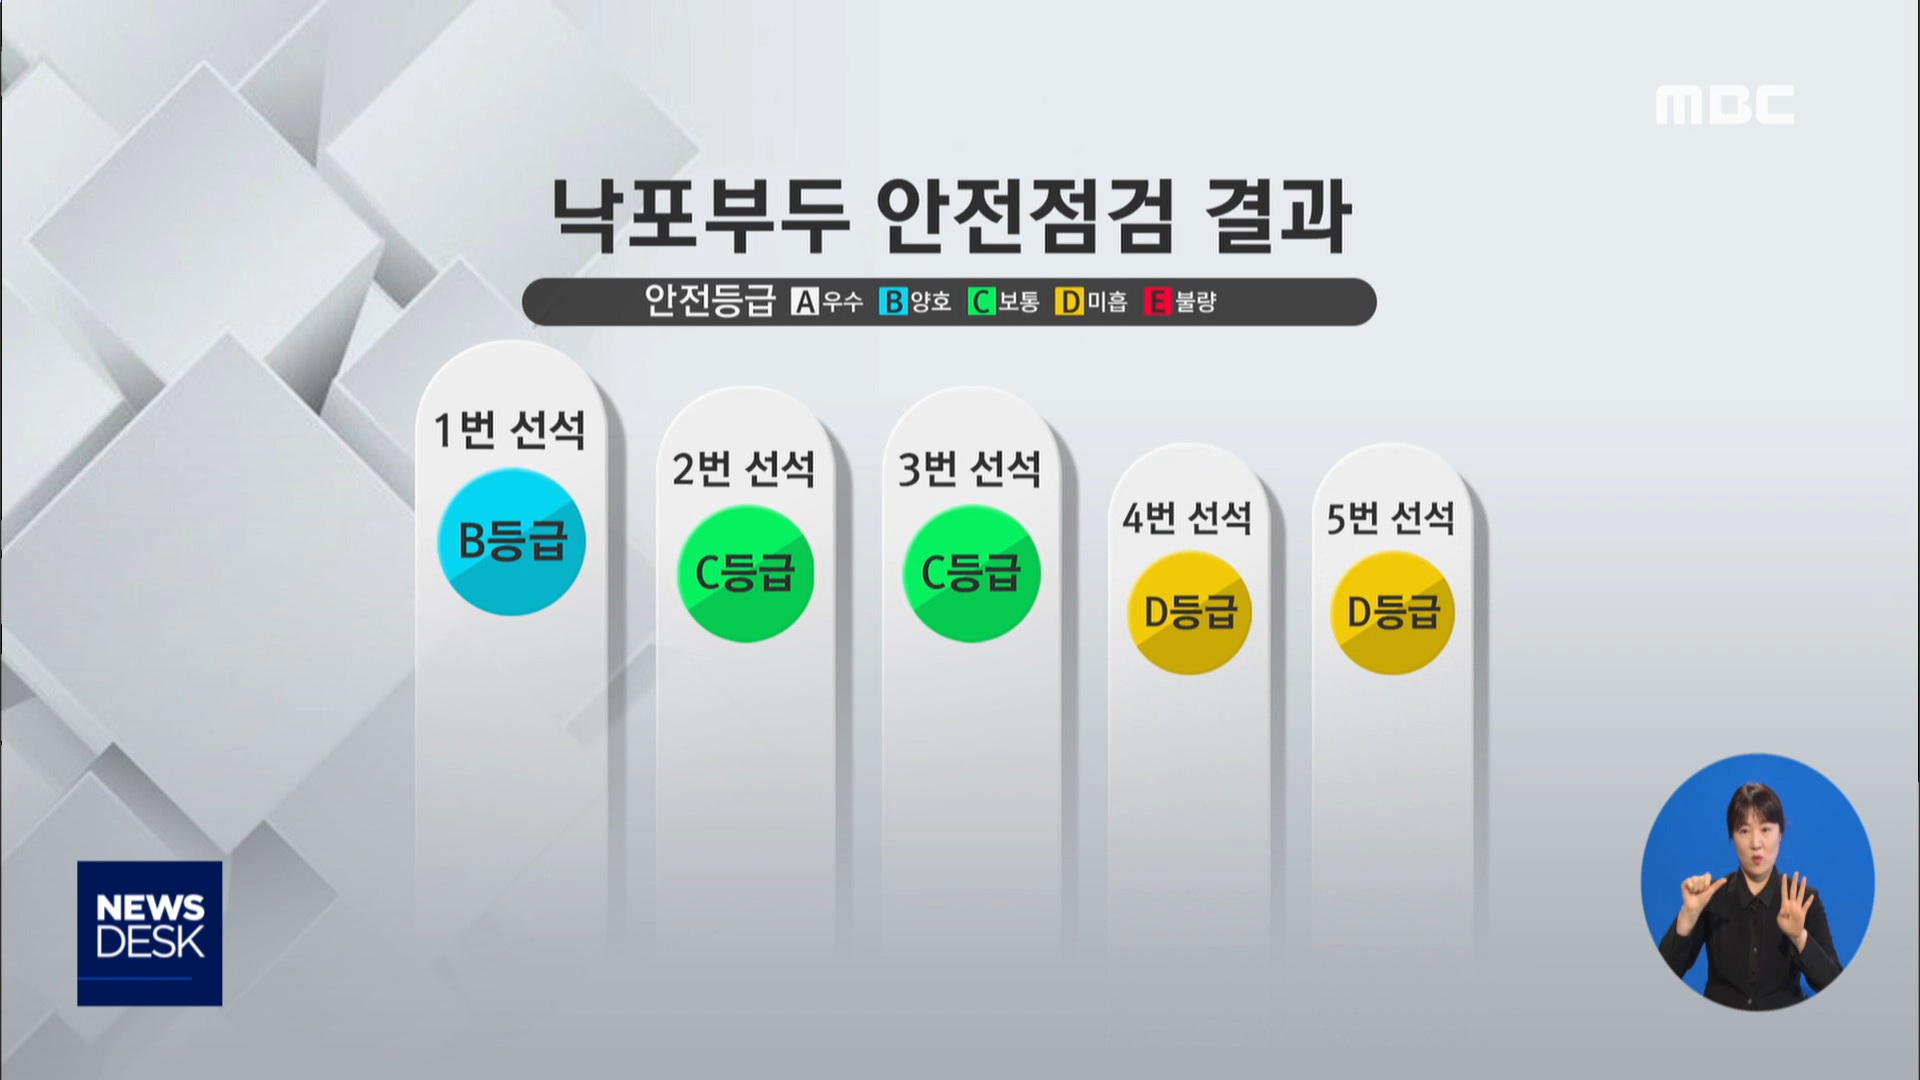 MBC
낙포부두 안전점검 결과
안전등급 A우수 B양호 C보통 D미흡 E불량
1번 선석
B등급
2번 선석
C등급
3번 선석
C등급
4번 선석
D등급
5번 선석
D등급
NEWS
DESK